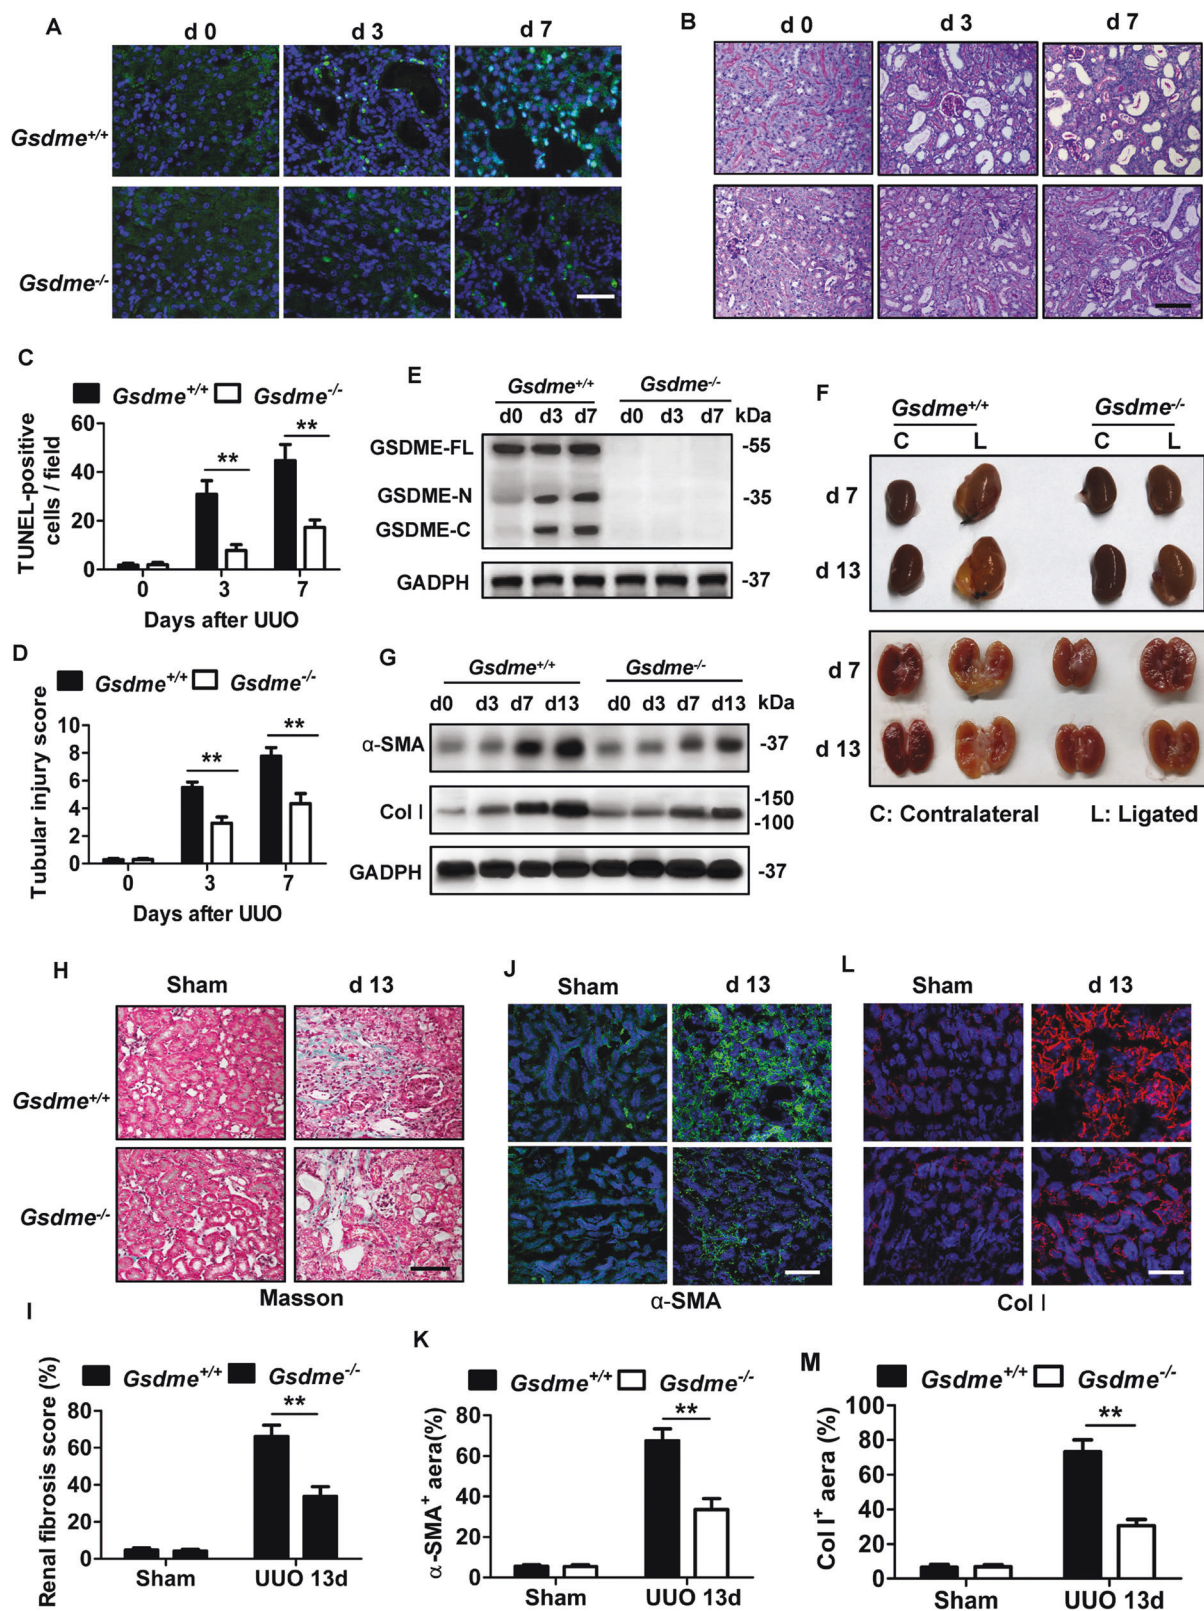 A
d 0 d 3 d 7
Gsdme+/+
Gsdme-/-
B
d 0 d 3 d 7
C
Gsdme+/+ Gsdme-/-
TUNEL-positive
cells / field
60
40
20
0
** **
0 3 7
Days after UUO
D
Gsdme+/+ Gsdme-/-
Tubular injury score
10
8
6
4
2
0
** **
0 3 7
Days after UUO
E
Gsdme+/+ Gsdme-/-
d0 d3 d7 d0 d3 d7 kDa
GSDME-FL -55
GSDME-N -35
GSDME-C
GADPH -37
F
Gsdme+/+ Gsdme-/-
C L C L
d 7
d 13
d 7
d 13
C: Contralateral L: Ligated
G
Gsdme+/+ Gsdme-/-
d0 d3 d7 d13 d0 d3 d7 d13 kDa
α-SMA -37
Col I -150
-100
GADPH -37
H
Sham d 13
Gsdme+/+
Gsdme-/-
Masson
J
Sham d 13
α-SMA
L
Sham d 13
Col I
I
Gsdme+/+ Gsdme-/-
Renal fibrosis score (%)
80
60
40
20
0
**
Sham UUO 13d
K
Gsdme+/+ Gsdme-/-
α-SMA+ aera(%)
80
60
40
20
0
**
Sham UUO 13d
M
Gsdme+/+ Gsdme-/-
Col I+ aera (%)
100
80
60
40
20
0
**
Sham UUO 13d